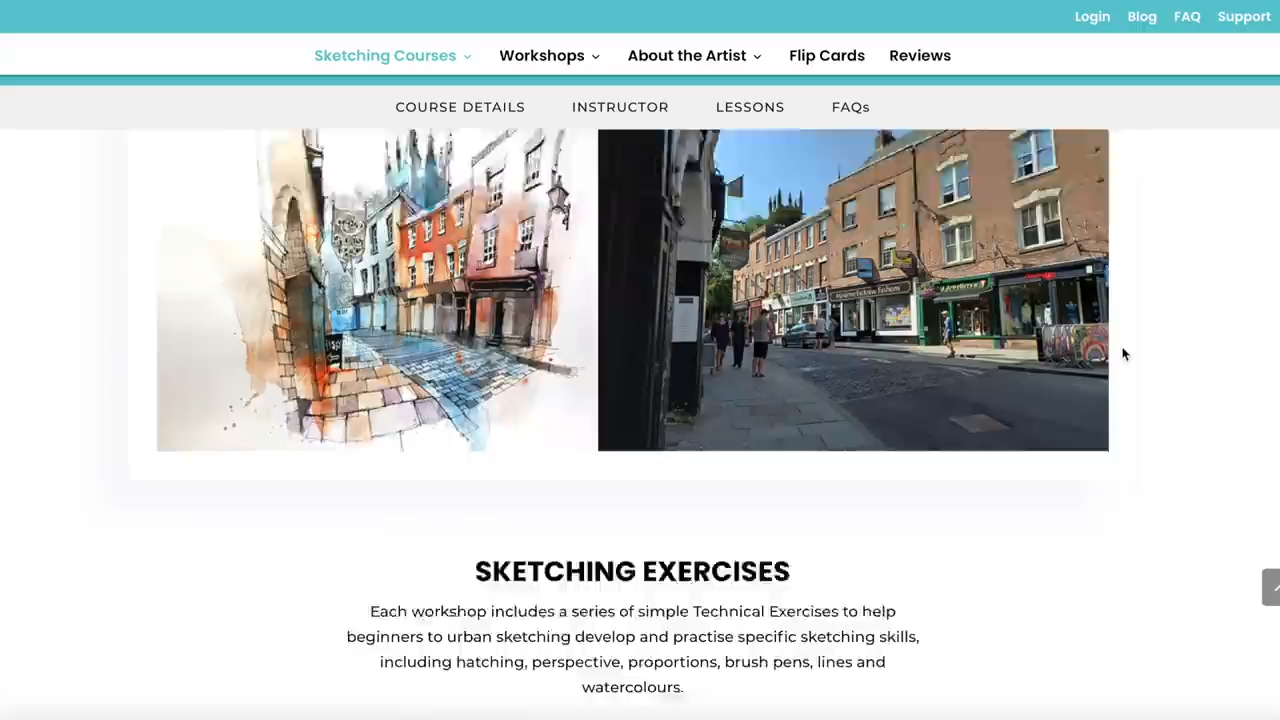 Login Blog FAQ Support
Sketching Courses Workshops About the Artist Flip Cards Reviews
COURSE DETAILS INSTRUCTOR LESSONS FAQs
SKETCHING EXERCISES
Each workshop includes a series of simple Technical Exercises to help
beginners to urban sketching develop and practise specific sketching skills,
including hatching, perspective, proportions, brush pens, lines and
watercolours.